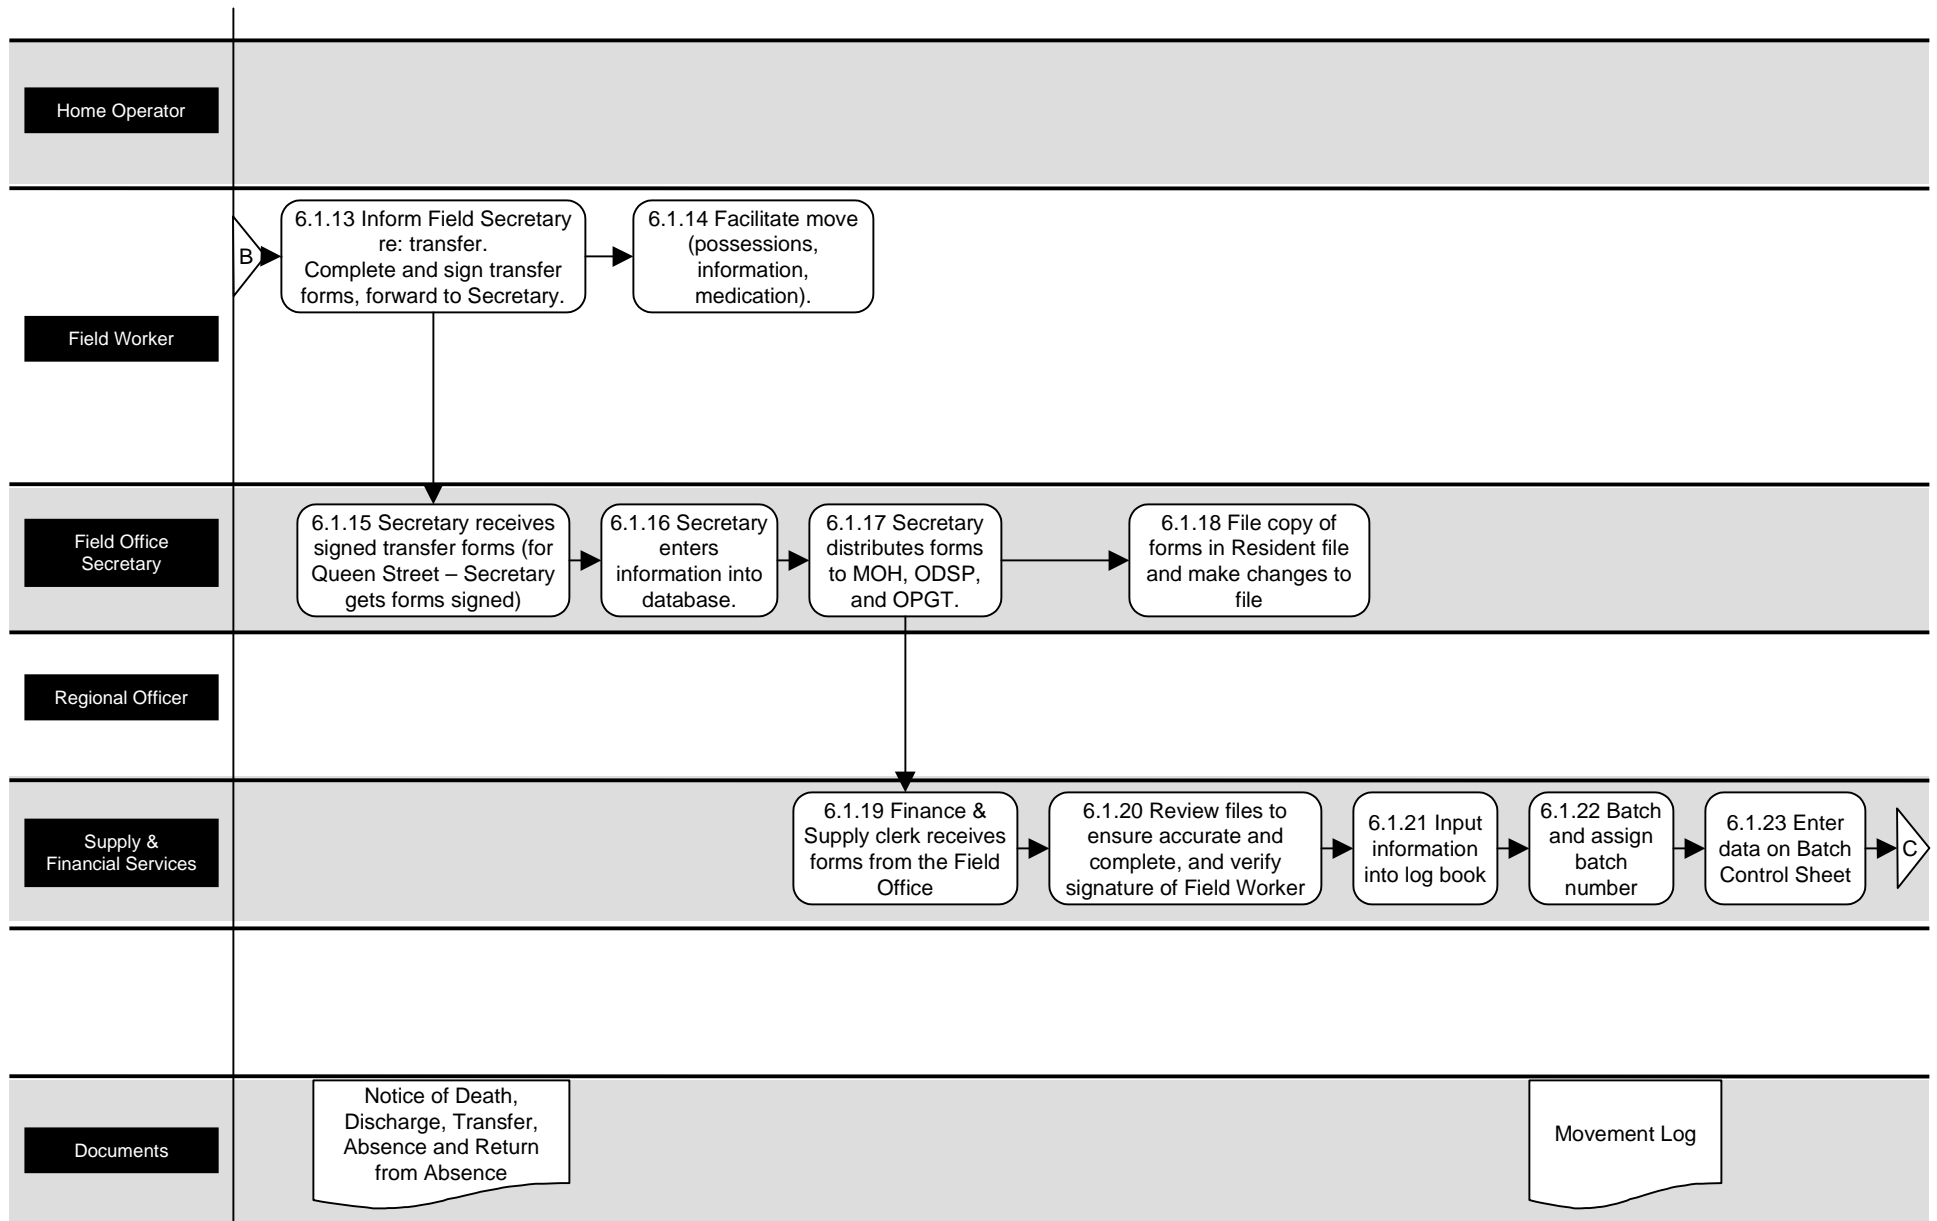 Home Operator
B
6.1.13 Inform Field Secretary
re: transfer.
Complete and sign transfer
forms, forward to Secretary.
6.1.14 Facilitate move
(possessions,
information,
medication).
Field Worker
Field Office
Secretary
6.1.15 Secretary receives
signed transfer forms (for
Queen Street – Secretary
gets forms signed)
6.1.16 Secretary
enters
information into
database.
6.1.17 Secretary
distributes forms
to MOH, ODSP,
and OPGT.
6.1.18 File copy of
forms in Resident file
and make changes to
file
Regional Officer
Supply &
Financial Services
6.1.19 Finance &
Supply clerk receives
forms from the Field
Office
6.1.20 Review files to
ensure accurate and
complete, and verify
signature of Field Worker
6.1.21 Input
information
into log book
6.1.22 Batch
and assign
batch
number
6.1.23 Enter
data on Batch
Control Sheet
C
Documents
Notice of Death,
Discharge, Transfer,
Absence and Return
from Absence
Movement Log